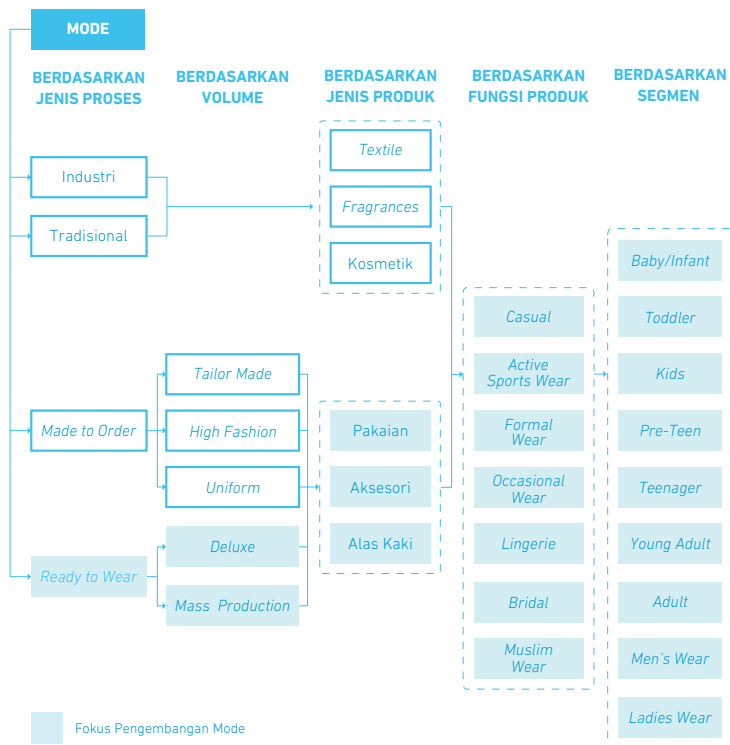 MODE
BERDASARKAN
JENIS PROSES
BERDASARKAN
VOLUME
BERDASARKAN
JENIS PRODUK
BERDASARKAN
FUNGSI PRODUK
BERDASARKAN
SEGMEN
Industri
Tradisional
Made to Order
Ready to Wear
Tailor Made
High Fashion
Uniform
Deluxe
Mass Production
Textile
Fragrances
Kosmetik
Pakaian
Aksesori
Alas Kaki
Casual
Active
Sports Wear
Formal
Wear
Occasional
Wear
Lingerie
Bridal
Muslim
Wear
Baby/Infant
Toddler
Kids
Pre-Teen
Teenager
Young Adult
Adult
Men's Wear
Ladies Wear
Fokus Pengembangan Mode